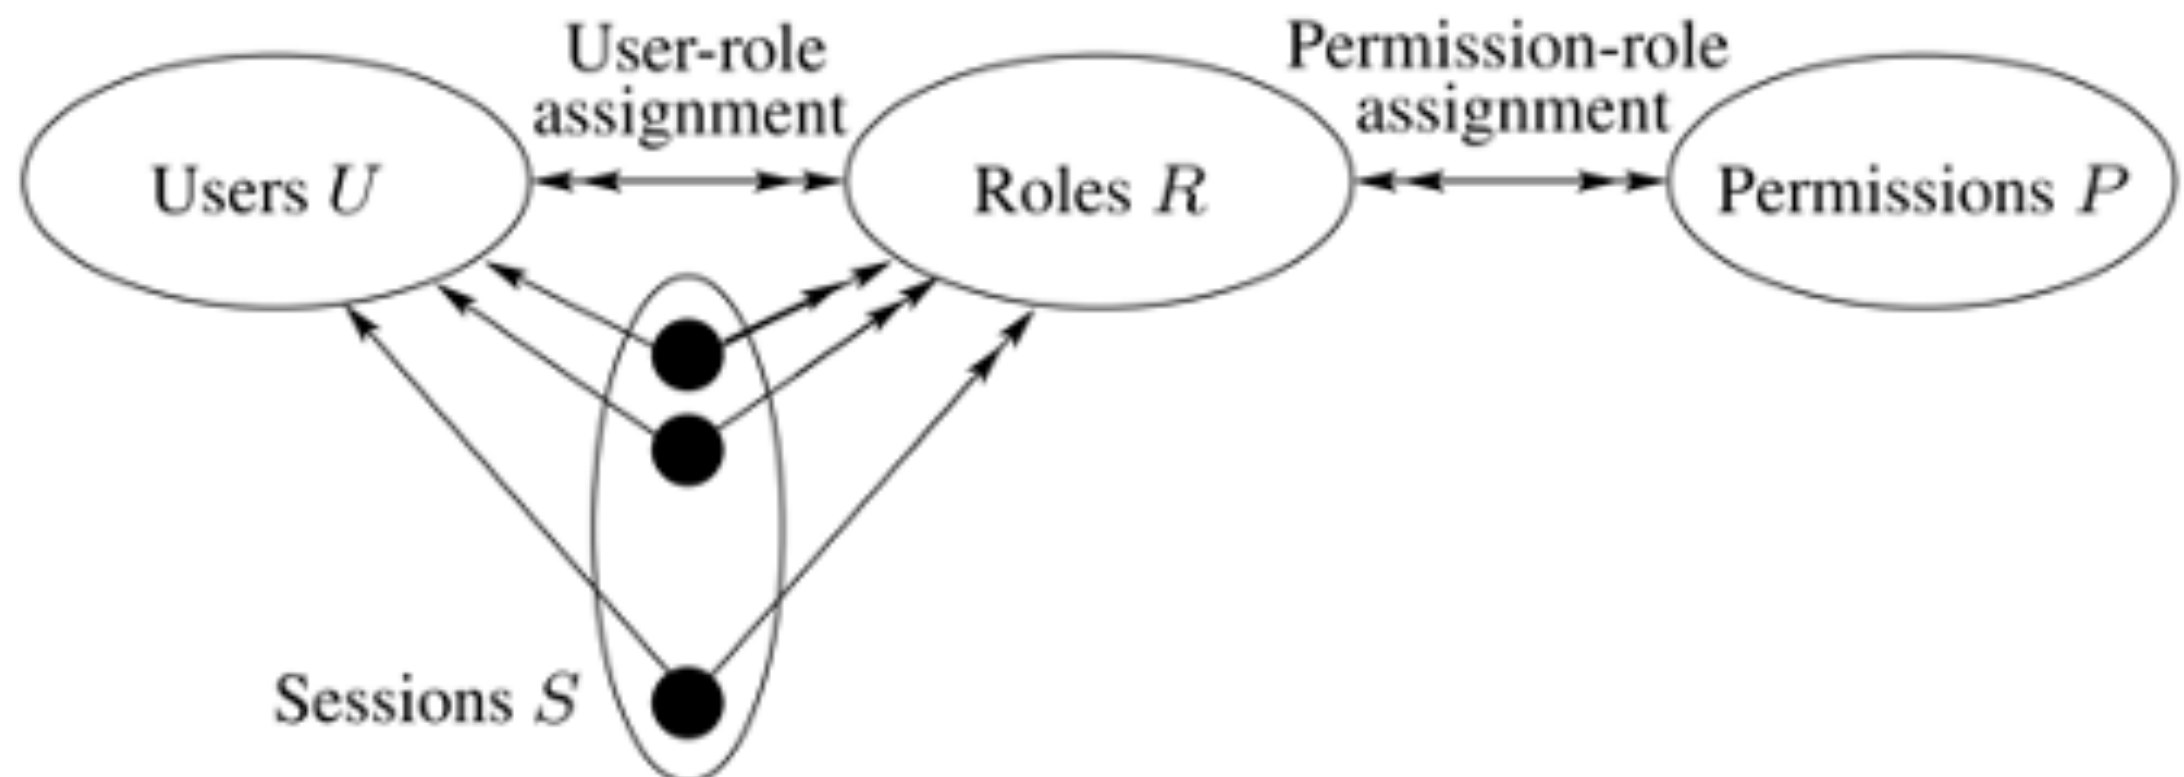 User-role
assignment
Permission-role
assignment
Users U
Roles R
Permissions P
Sessions S